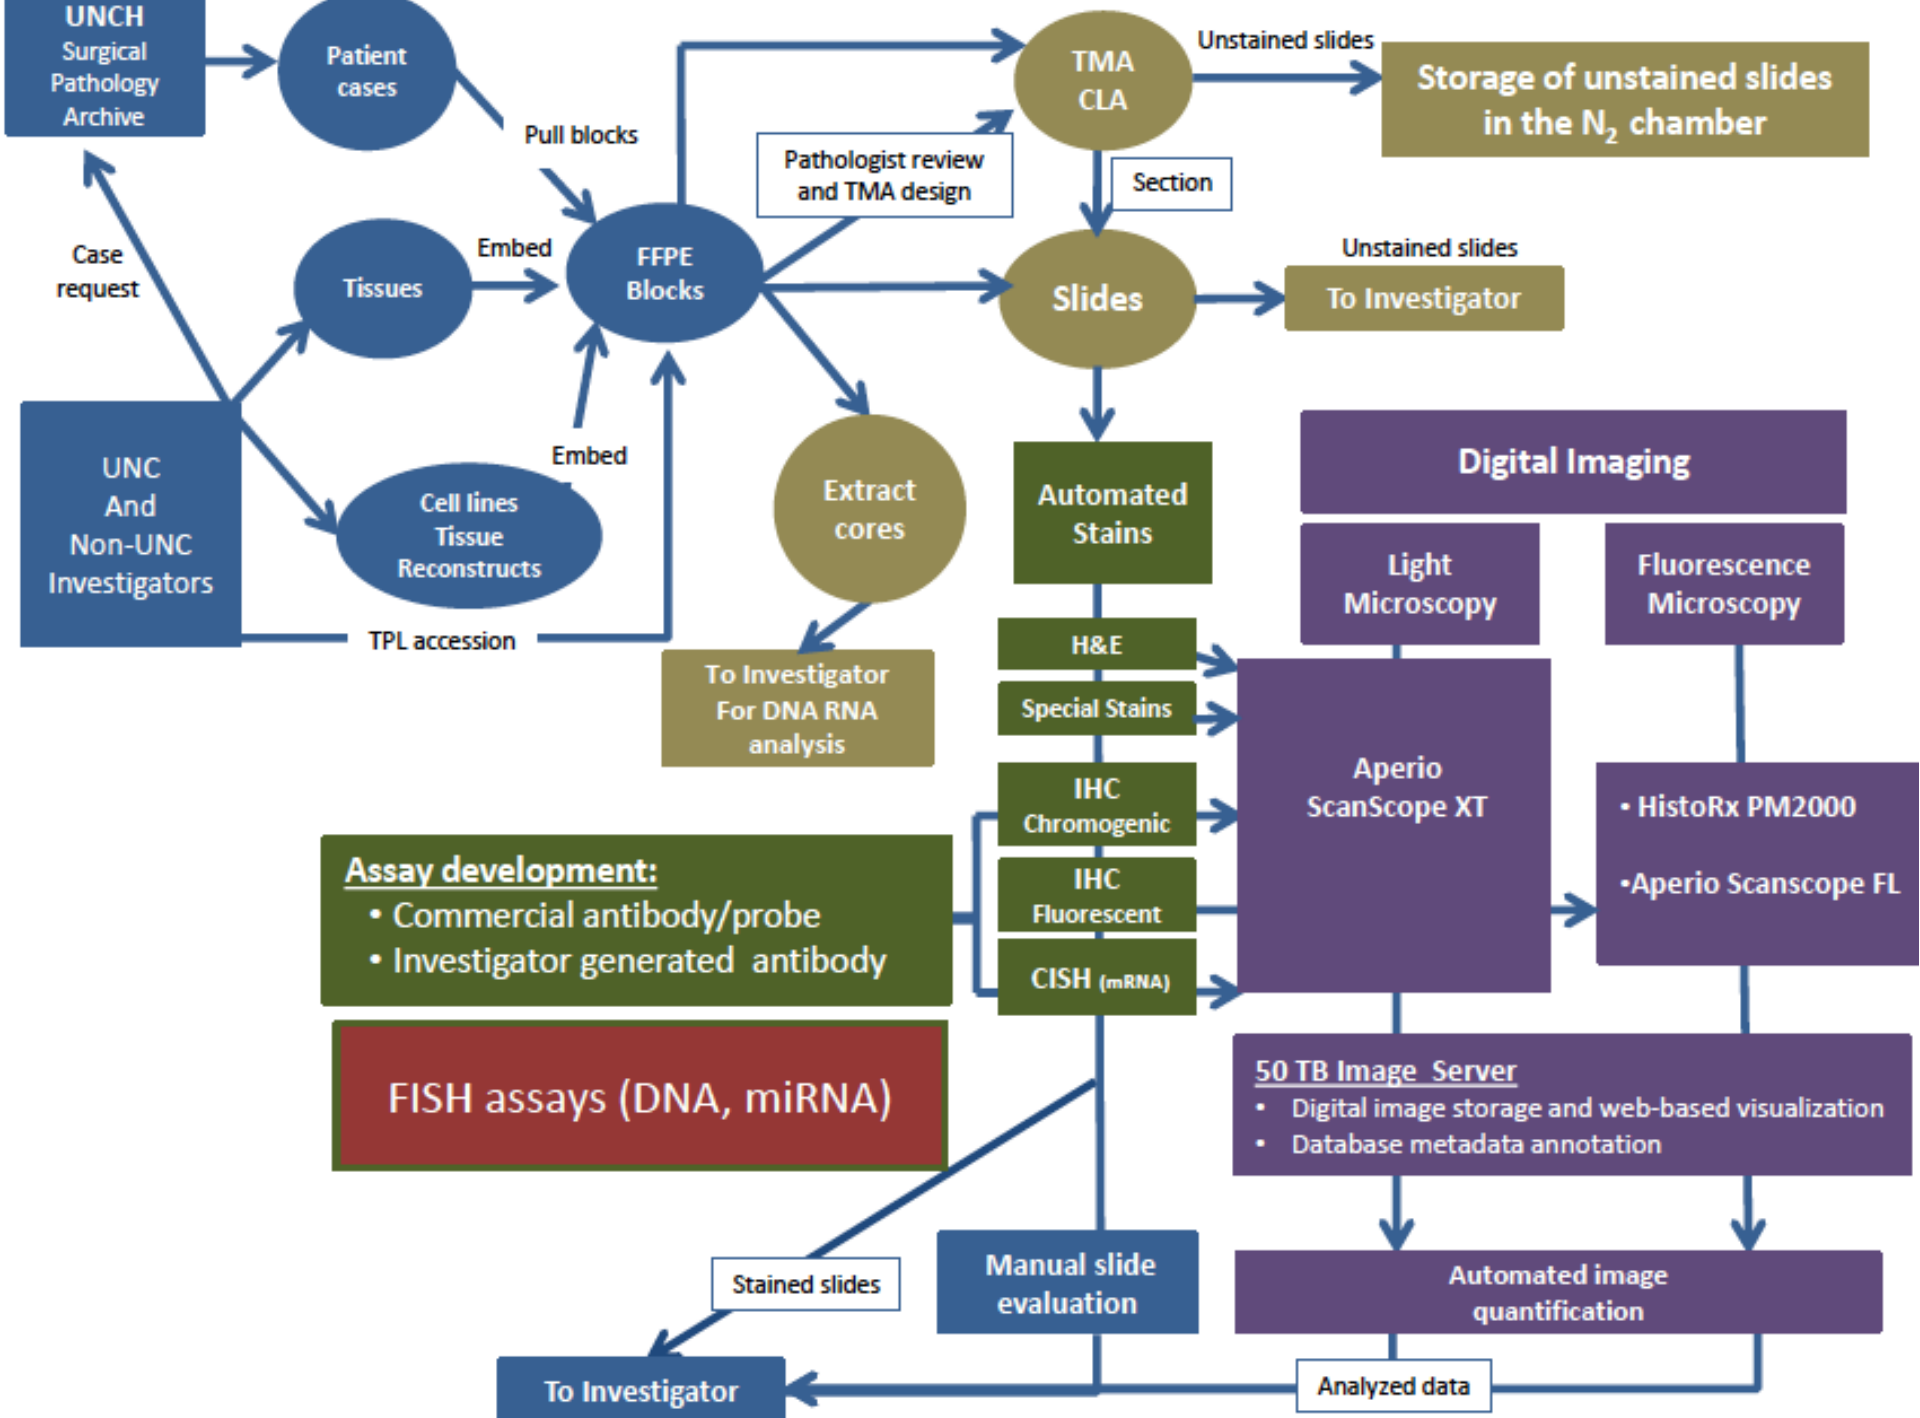 UNCH
Surgical
Pathology
Archive
Patient
cases
Pull blocks
TMA
CLA
Unstained slides
Storage of unstained slides
in the N₂ chamber
Pathologist review
and TMA design
Section
Case
request
Tissues
Embed
FFPE
Blocks
Slides
Unstained slides
To Investigator
UNC
And
Non-UNC
Investigators
Embed
Cell lines
Tissue
Reconstructs
TPL accession
Extract
cores
To Investigator
For DNA RNA
analysis
Automated
Stains
H&E
Special Stains
IHC
Chromogenic
IHC
Fluorescent
CISH (mRNA)
Digital Imaging
Light
Microscopy
Fluorescence
Microscopy
Aperio
ScanScope XT
• HistoRx PM2000
•Aperio Scanscope FL
Assay development:
• Commercial antibody/probe
• Investigator generated antibody
FISH assays (DNA, miRNA)
50 TB Image Server
• Digital image storage and web-based visualization
• Database metadata annotation
Stained slides
Manual slide
evaluation
Automated image
quantification
To Investigator
Analyzed data